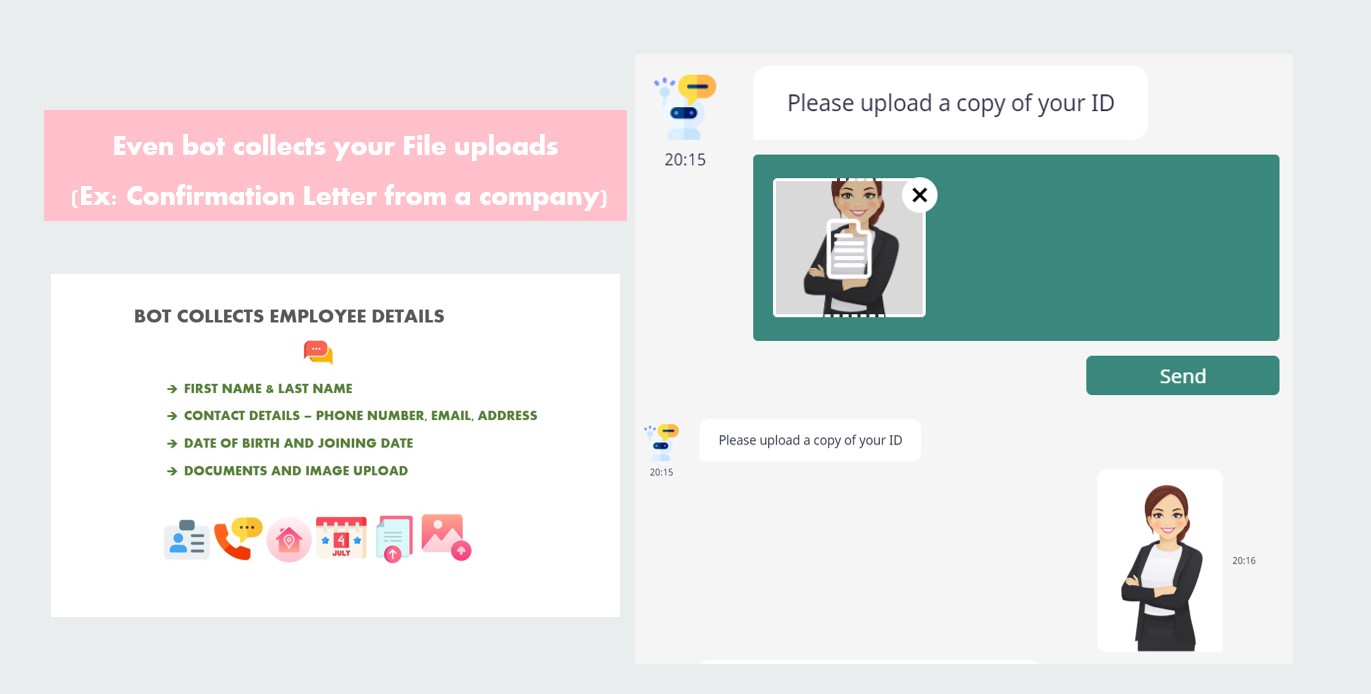 Even bot collects your File uploads
(Ex: Confirmation Letter from a company)
BOT COLLECTS EMPLOYEE DETAILS
→ FIRST NAME & LAST NAME
→ CONTACT DETAILS – PHONE NUMBER, EMAIL, ADDRESS
→ DATE OF BIRTH AND JOINING DATE
→ DOCUMENTS AND IMAGE UPLOAD
4
JULY
Please upload a copy of your ID
20:15
Send
Please upload a copy of your ID
20:15
20:16